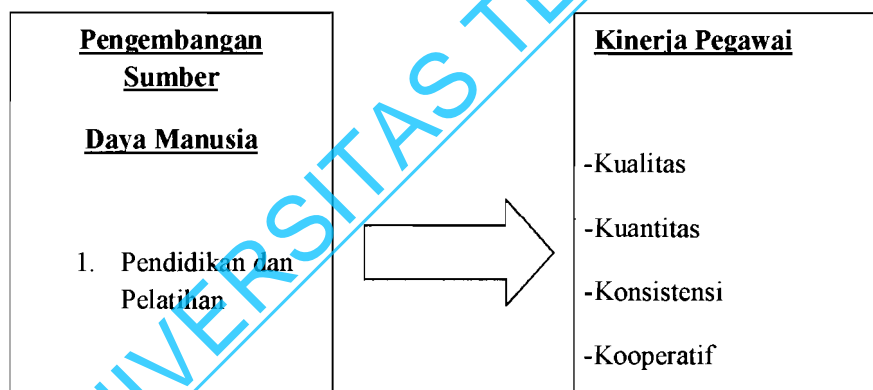 Pengembangan
Sumber
Daya Manusia
1. Pendidikan dan
Pelatihan
Kinerja Pegawai
-Kualitas
-Kuantitas
-Konsistensi
-Kooperatif
UNIVERSITAS TE